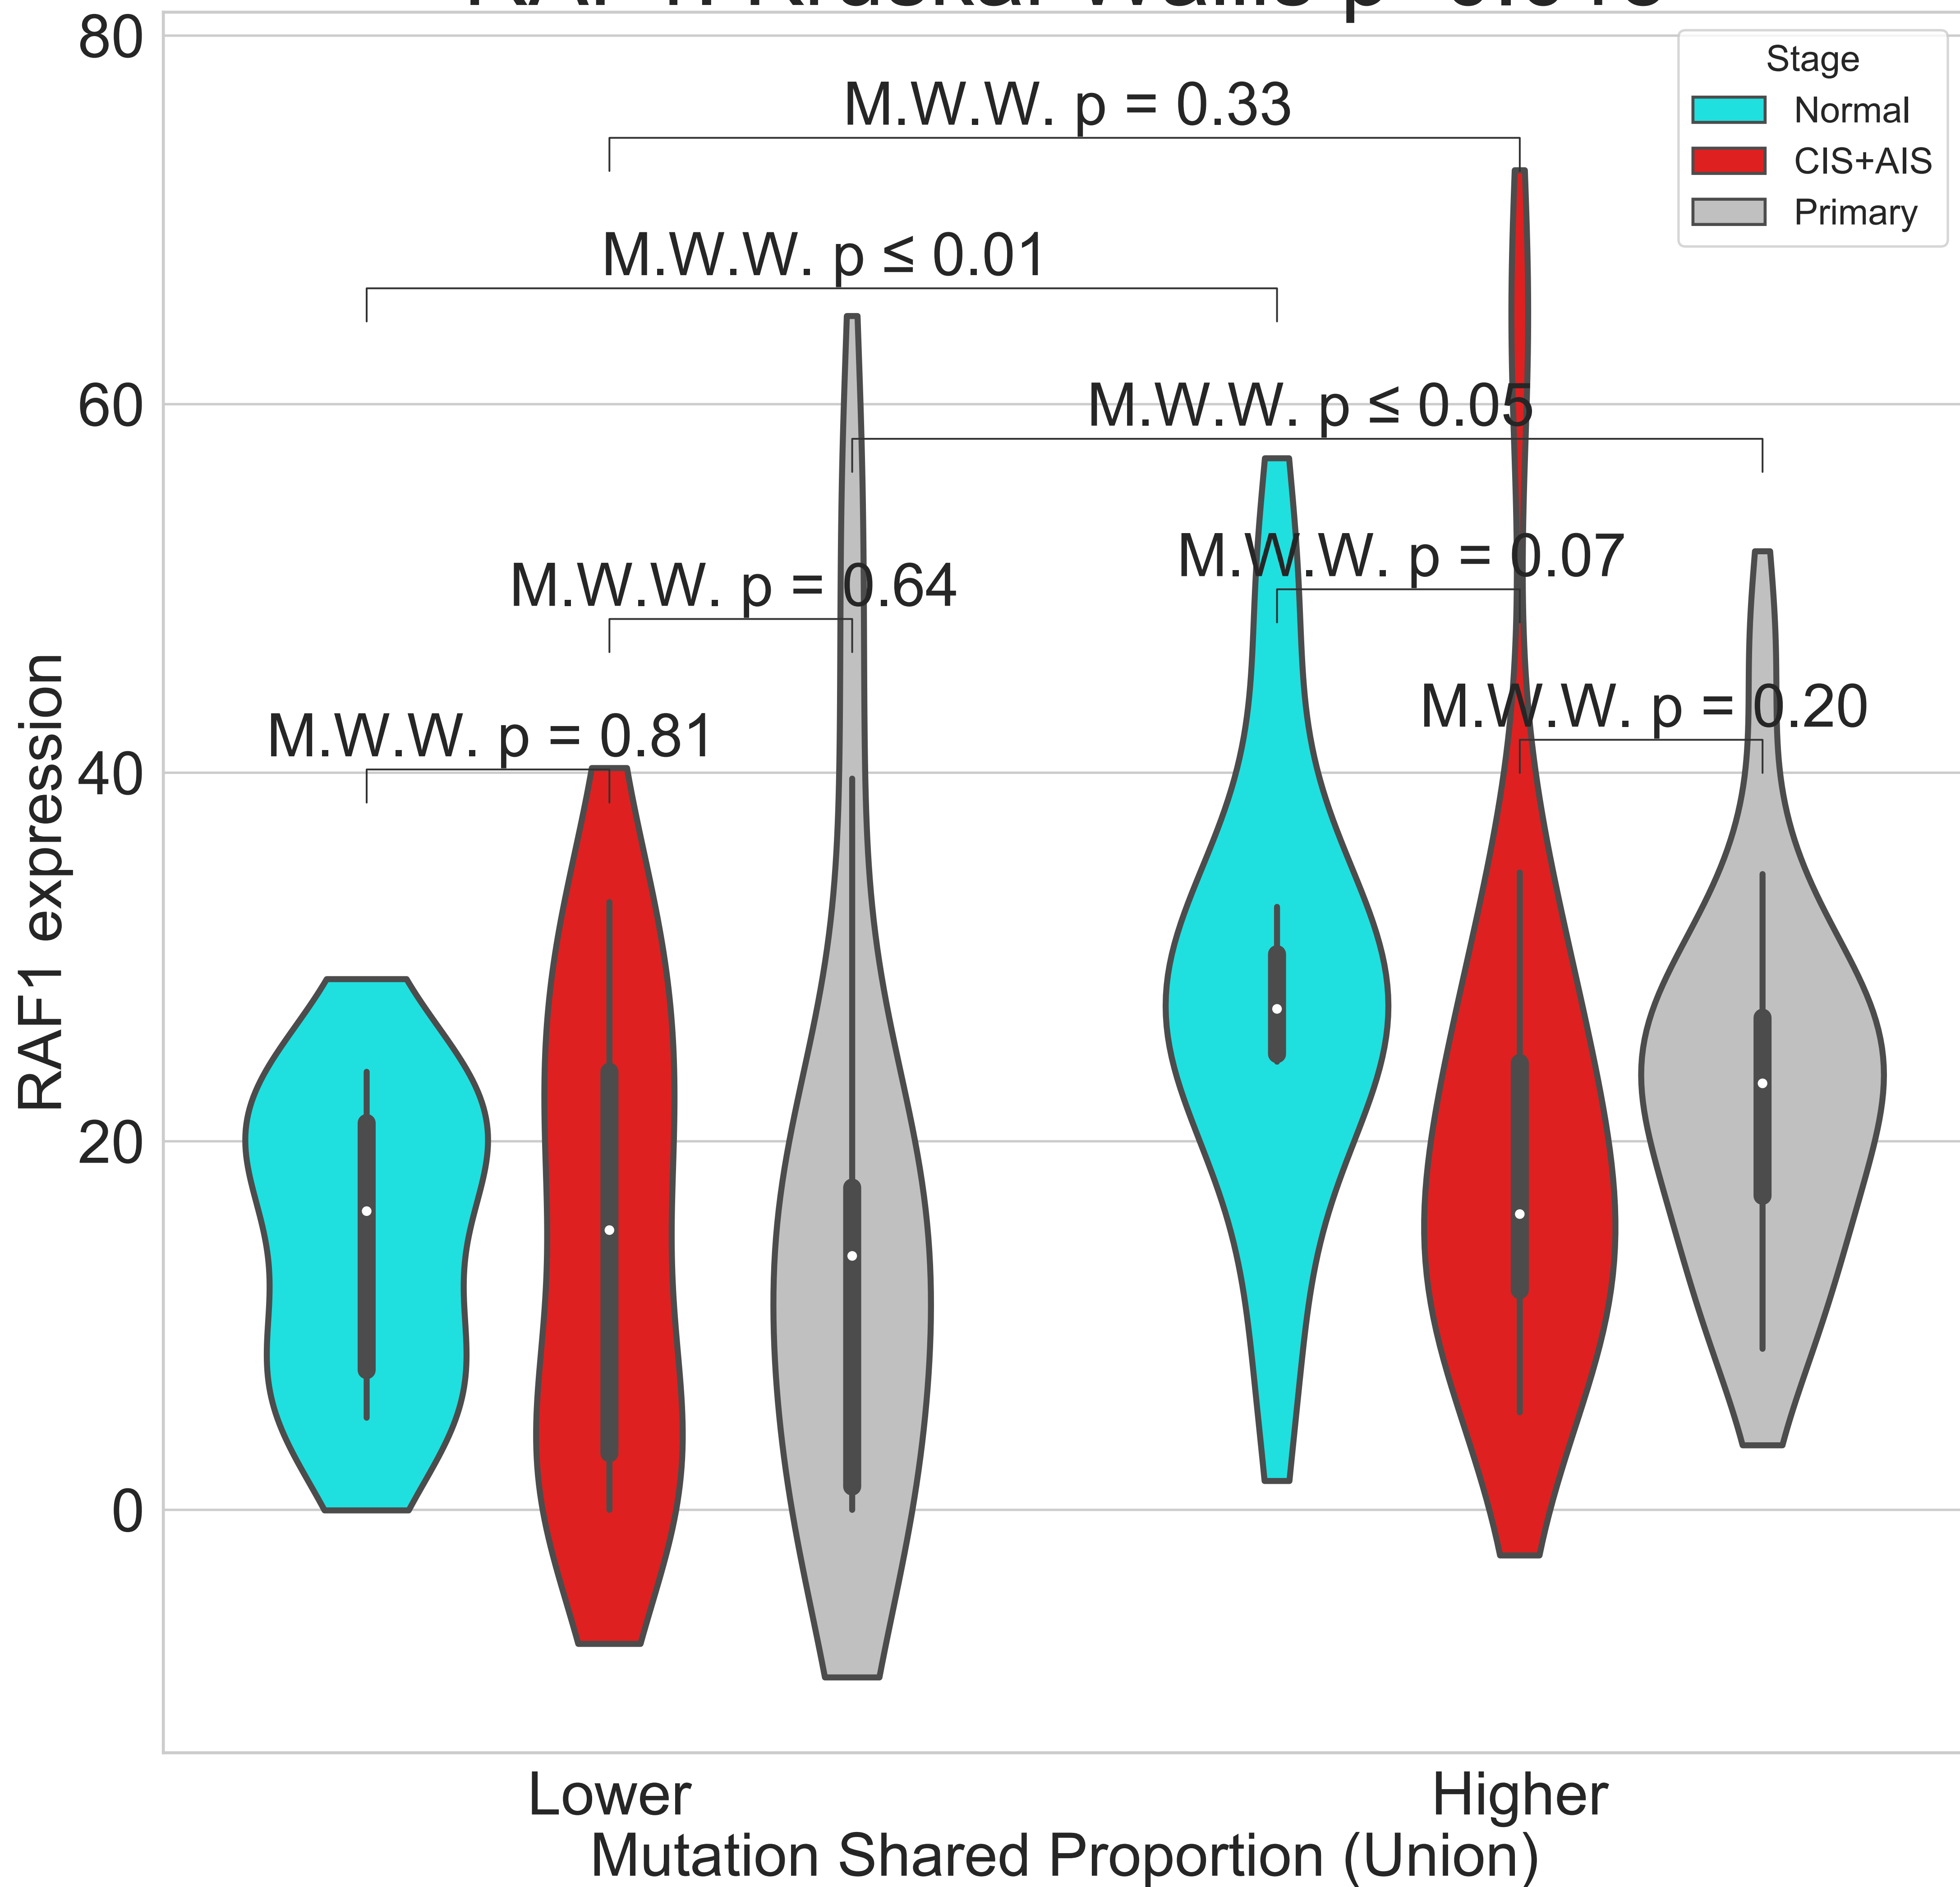 80
Stage
Normal
CIS+AIS
Primary
M.W.W. p = 0.33
M.W.W. p ≤ 0.01
60
M.W.W. p ≤ 0.05
M.W.W. p = 0.07
M.W.W. p = 0.64
M.W.W. p = 0.20
M.W.W. p = 0.81
40
RAF1 expression
20
0
Lower
Higher
Mutation Shared Proportion (Union)